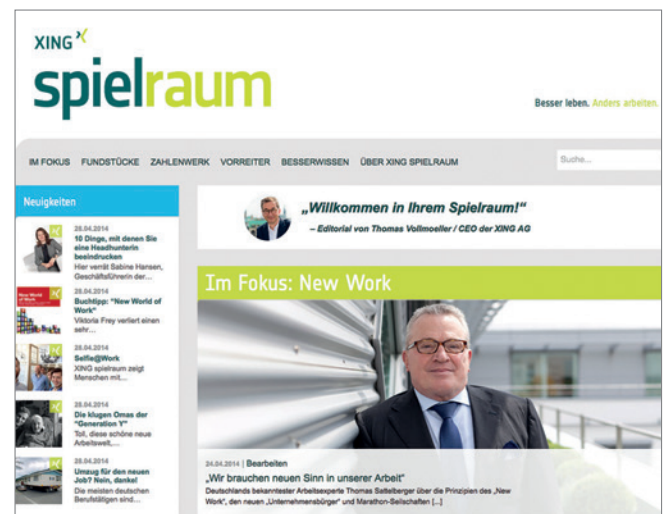 XING
spielraum
Besser leben. Anders arbeiten.
IM FOKUS FUNDSTÜCKE ZAHLENWERK VORREITER BESSERWISSEN ÜBER XING SPIELRAUM
Suche...
Neuigkeiten
28.04.2014
10 Dinge, mit denen Sie
eine Headhunterin
beeindrucken
Hier verrät Sabine Hansen,
Geschäftsführerin der...
28.04.2014
Buchtipp: "New World of
Work"
Viktoria Frey verliert einen
sehr...
28.04.2014
Selfie@Work
XING spielraum zeigt
Menschen mit...
28.04.2014
Die klugen Omas der
"Generation Y"
Toll, diese schöne neue
Arbeitswelt,...
28.04.2014
Umzug für den neuen
Job? Nein, danke!
Die meisten deutschen
Berufstätigen sind...
„Willkommen in Ihrem Spielraum!"
– Editorial von Thomas Vollmoeller / CEO der XING AG
Im Fokus: New Work
24.04.2014 | Bearbeiten
„Wir brauchen neuen Sinn in unserer Arbeit"
Deutschlands bekanntester Arbeitsexperte Thomas Sattelberger über die Prinzipien des „New
Work", den neuen „Unternehmensbürger" und Marathon-Seilschaften [...]